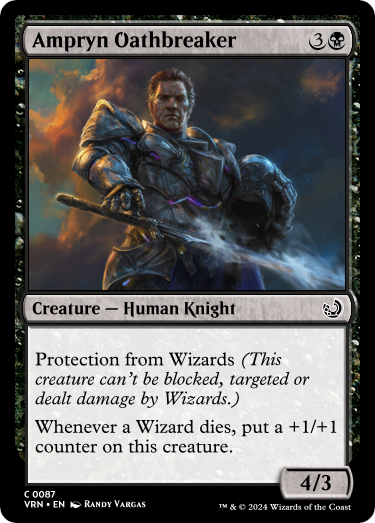 Ampryn Oathbreaker 3
Creature — Human Knight
Protection from Wizards (This
creature can't be blocked, targeted or
dealt damage by Wizards.)
Whenever a Wizard dies, put a +1/+1
counter on this creature.
4/3
C 0087
VRN • EN Randy Vargas
™ & © 2024 Wizards of the Coast